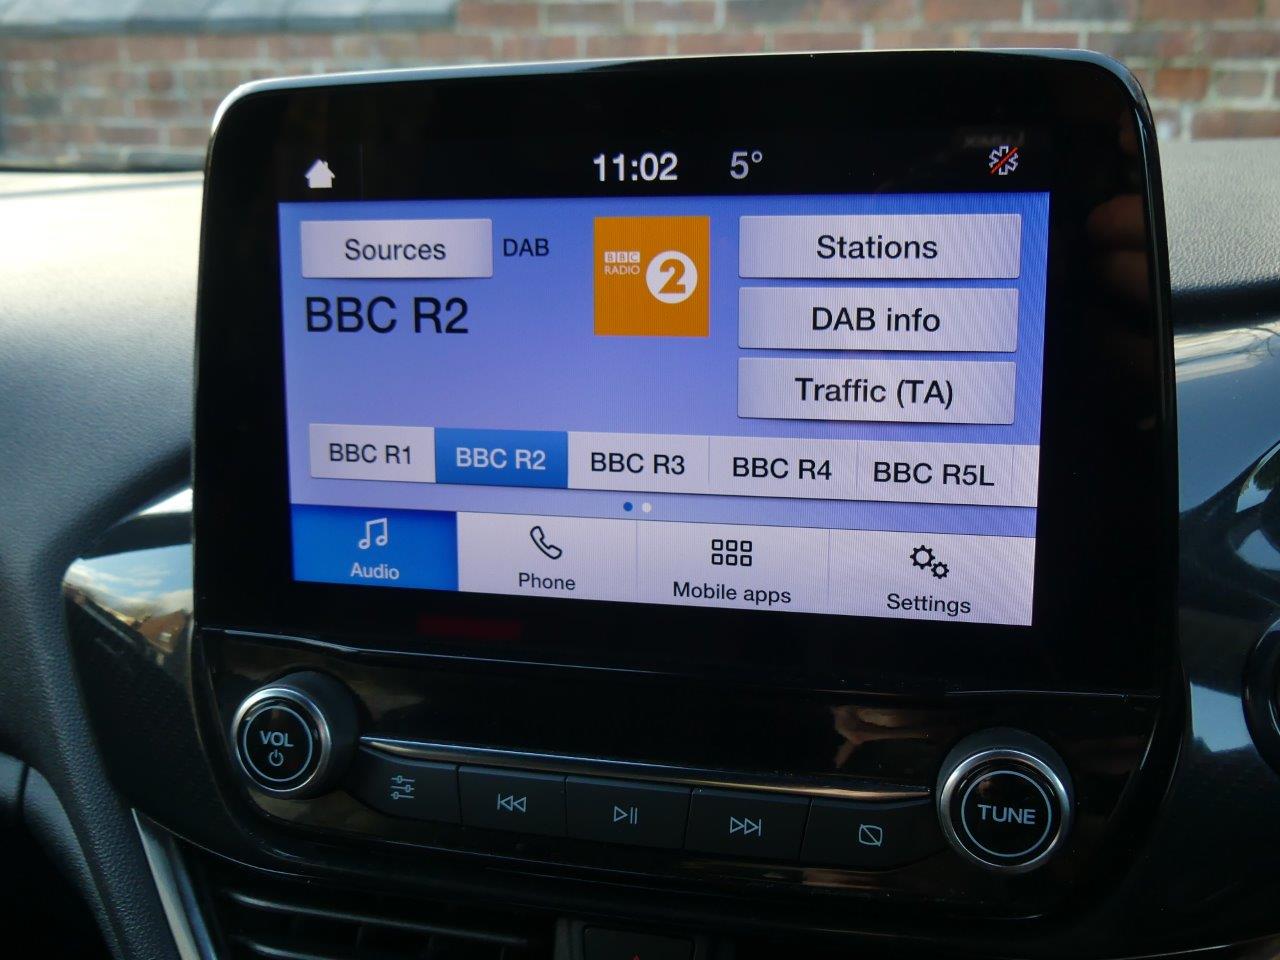 11:02 5°
Sources DAB
BBC
RADIO 2
Stations
BBC R2
DAB info
Traffic (TA)
BBC R1 BBC R2 BBC R3 BBC R4 BBC R5L
Audio Phone Mobile apps Settings
VOL
TUNE